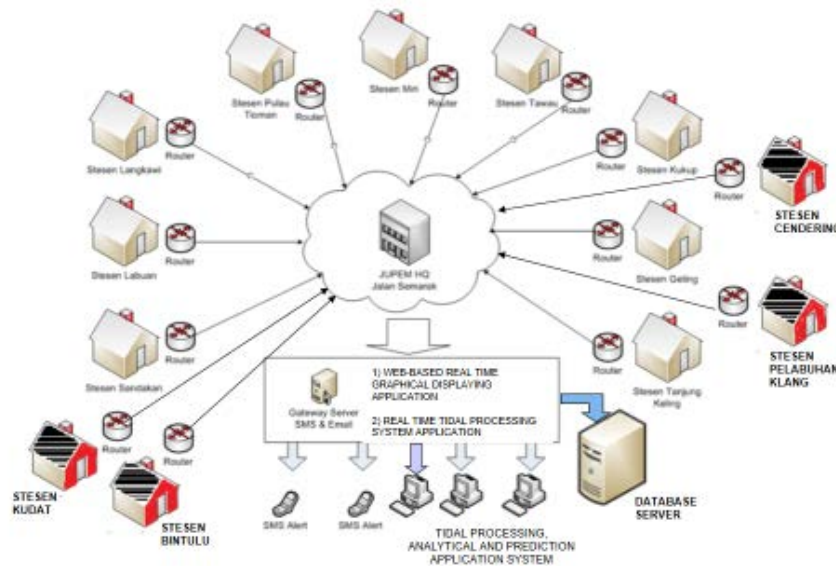 Stesen Pulau
Tioman
Router
Stesen Miri
Router
Stesen Tawau
Router
Stesen Langkawi
Router
Router
Stesen Kukup
Router
STESEN
CENDERING
Stesen Labuan
Router
JUPEM HQ
Jalan Semarak
Router
Stesen Geting
Stesen Sandakan
Router
Router
STESEN
PELABUHAN
KLANG
Router
Stesen Tanjung
Keling
Gateway Server
SMS & Email
1) WEB-BASED REAL TIME
GRAPHICAL DISPLAYING
APPLICATION
2) REAL TIME TIDAL PROCESSING
SYSTEM APPLICATION
Router
STESEN
KUDAT
Router
STESEN
BINTULU
SMS Alert
SMS Alert
TIDAL PROCESSING,
ANALYTICAL AND PREDICTION
APPLICATION SYSTEM
DATABASE
SERVER